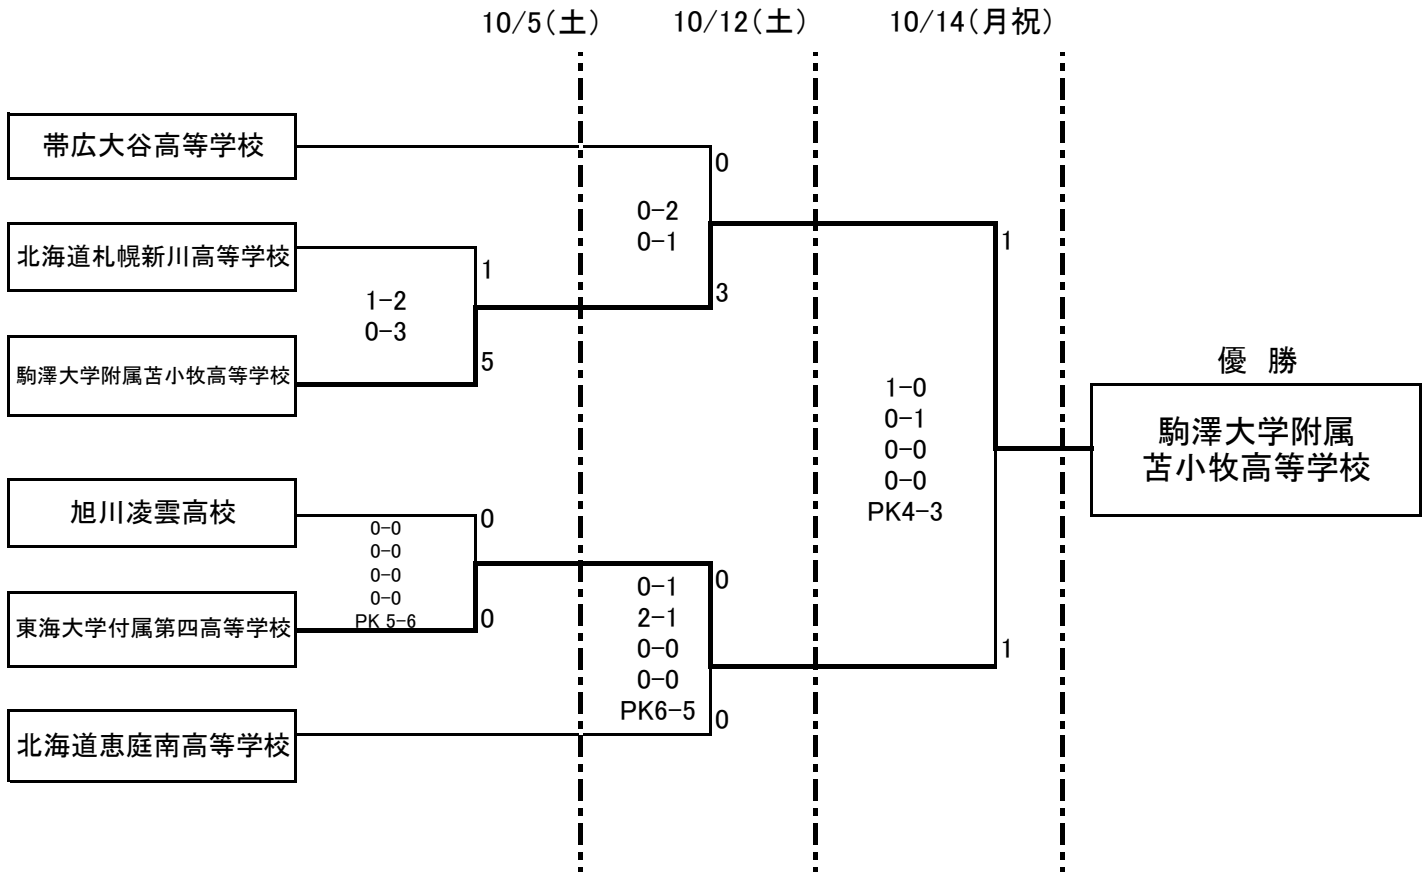 10/5(土)
10/12(土)
10/14(月祝)
帯広大谷高等学校
0
0-2
0-1
北海道札幌新川高等学校
1
1
1-2
0-3
3
駒澤大学附属苫小牧高等学校
5
優 勝
1-0
0-1
0-0
0-0
PK4-3
駒澤大学附属
苫小牧高等学校
旭川凌雲高校
0
0-0
0-0
0-0
0-0
PK 5-6
0
東海大学付属第四高等学校
0
0-1
2-1
0-0
0-0
PK6-5
1
0
北海道恵庭南高等学校